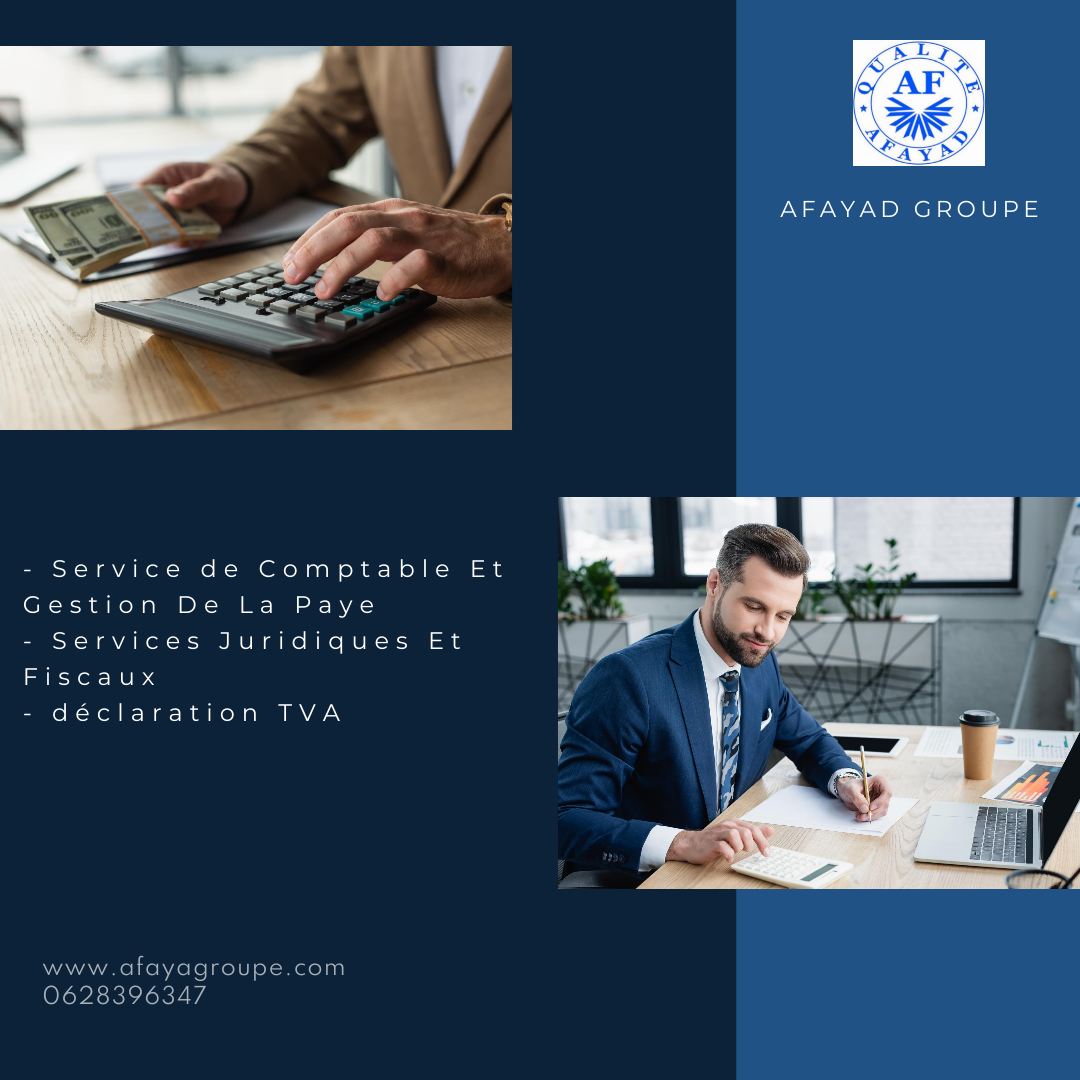 QUALITE
AF
AFAYAD
AFAYAD GROUPE
- Service de Comptable Et
Gestion De La Paye
- Services Juridiques Et
Fiscaux
- déclaration TVA
www.afayagroupe.com
0628396347